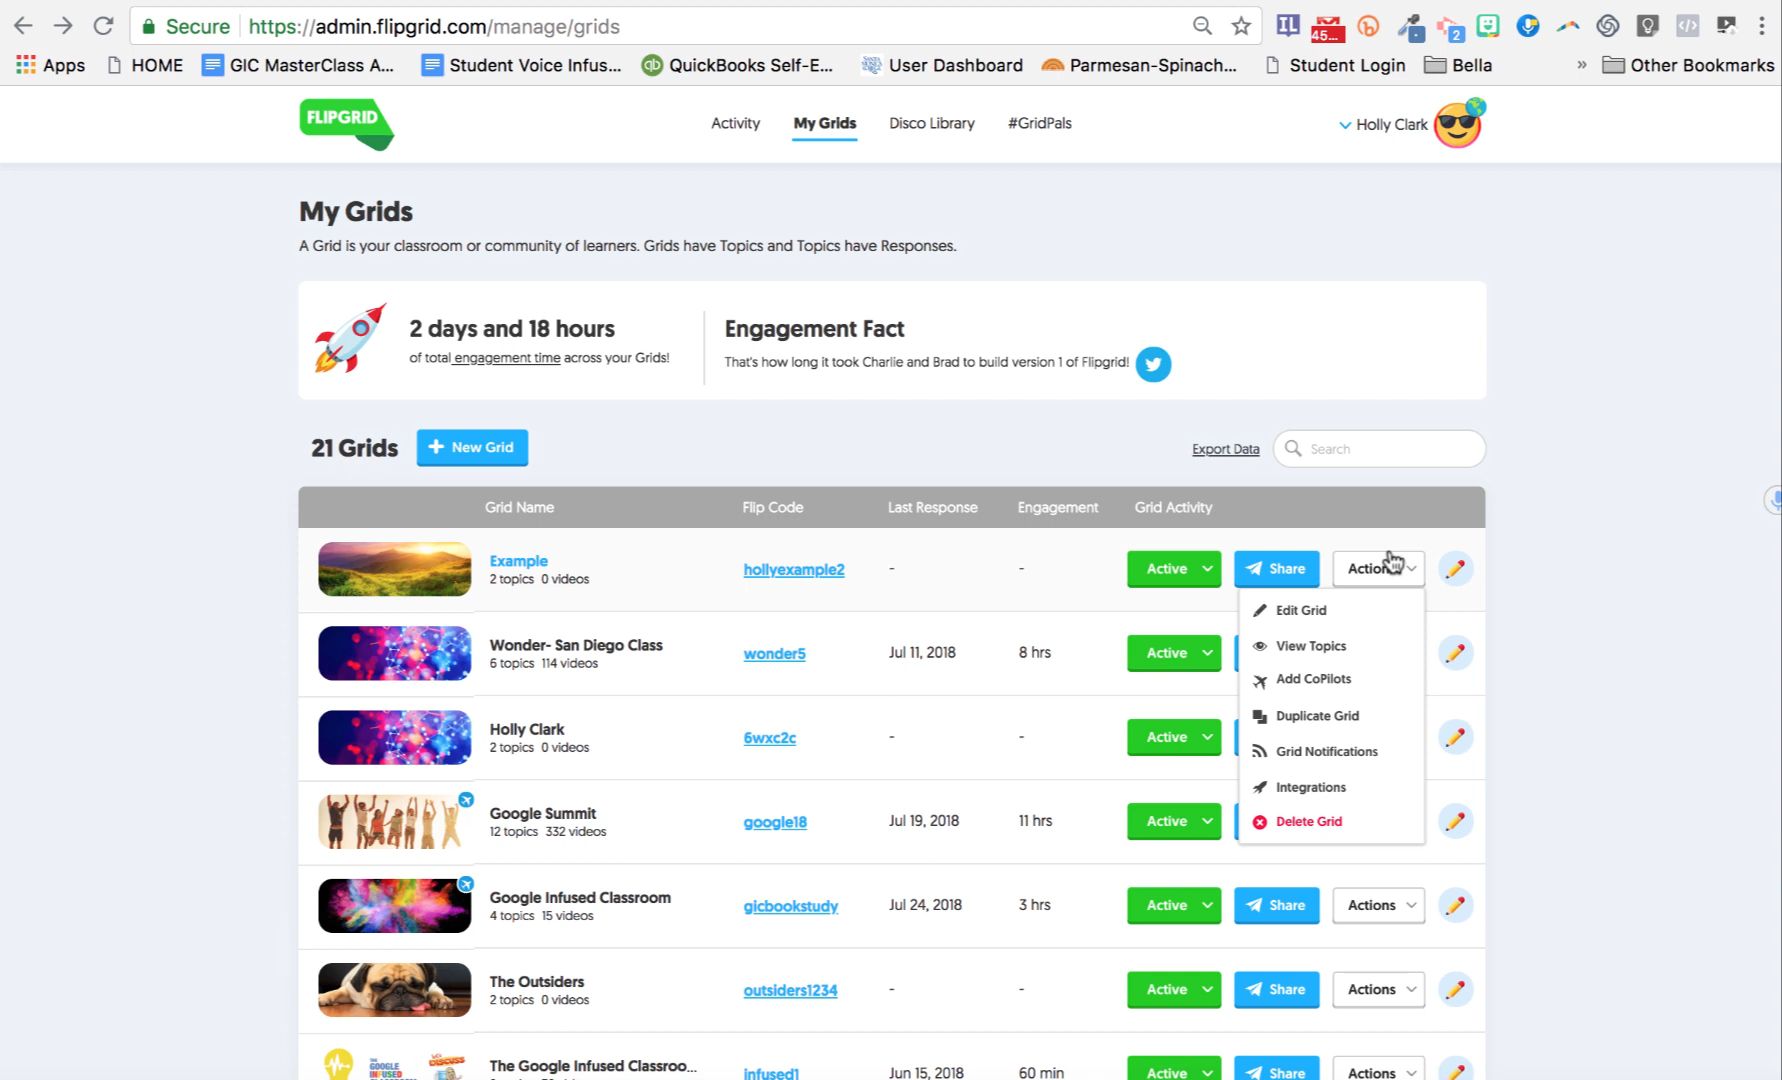 Secure https://admin.flipgrid.com/manage/grids
45...
2
Apps HOME GIC MasterClass A... Student Voice Infus... QuickBooks Self-E... User Dashboard Parmesan-Spinach... Student Login Bella » Other Bookmarks
FLIPGRID Activity My Grids Disco Library #GridPals Holly Clark
My Grids
A Grid is your classroom or community of learners. Grids have Topics and Topics have Responses.
2 days and 18 hours
of total engagement time across your Grids!
Engagement Fact
That's how long it took Charlie and Brad to build version 1 of Flipgrid!
21 Grids + New Grid Export Data Search
Grid Name Flip Code Last Response Engagement Grid Activity
Example
2 topics 0 videos
hollyexample2 - - Active Share
Edit Grid
View Topics
Add CoPilots
Duplicate Grid
Grid Notifications
Integrations
Delete Grid
Wonder- San Diego Class
6 topics 114 videos
wonder5 Jul 11, 2018 8 hrs Active
Holly Clark
2 topics 0 videos
6wxc2c - - Active
Google Summit
12 topics 332 videos
google18 Jul 19, 2018 11 hrs Active
Google Infused Classroom
4 topics 15 videos
gicbookstudy Jul 24, 2018 3 hrs Active Share Actions
The Outsiders
2 topics 0 videos
outsiders1234 - - Active Share Actions
The Google Infused Classroo...
infused1 Jun 15, 2018 60 min Active Share Actions